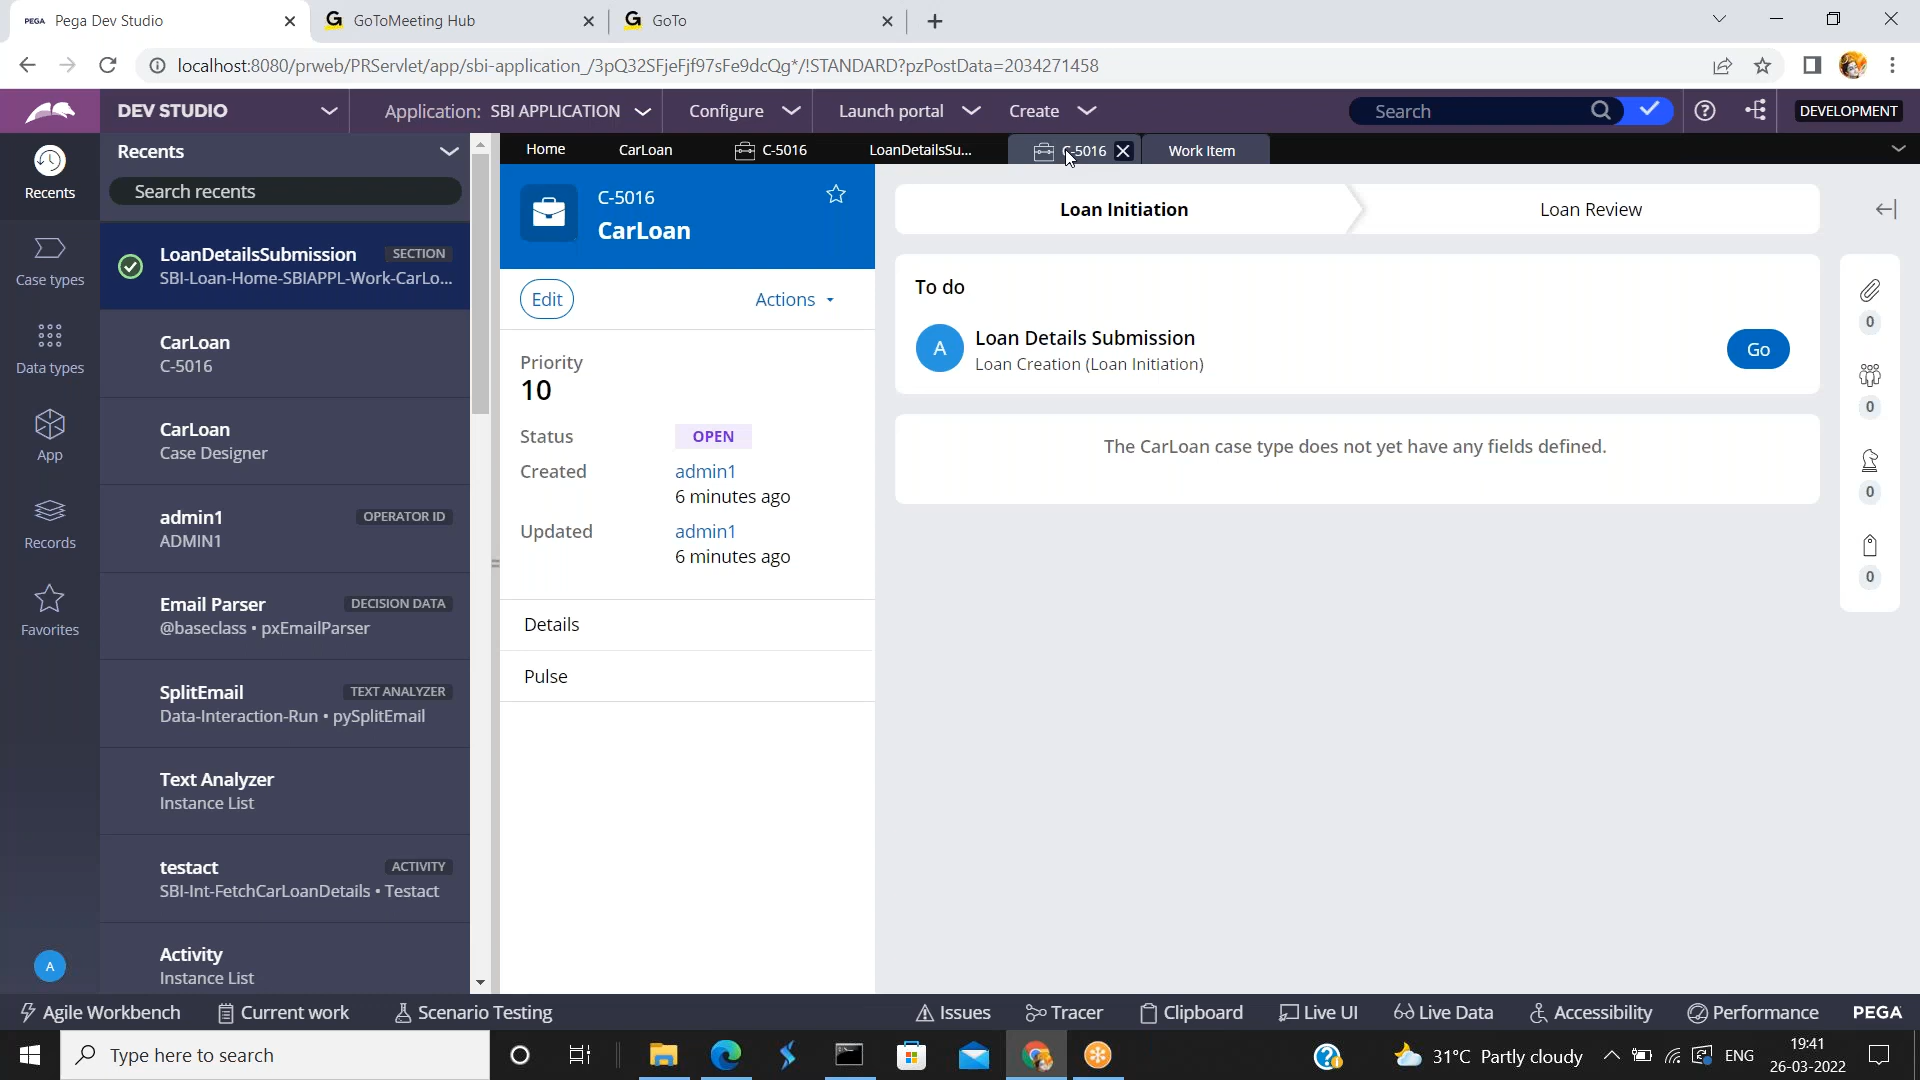 PEGA Pega Dev Studio
GoToMeeting Hub
GoTo
localhost:8080/prweb/PRServlet/app/sbi-application_/3pQ32SFjeFjf97sFe9dcQg*/!STANDARD?pzPostData=2034271458
DEV STUDIO
Application: SBI APPLICATION
Configure
Launch portal
Create
Search
DEVELOPMENT
Recents
Case types
Data types
App
Records
Favorites
A
Recents
Search recents
LoanDetailsSubmission SECTION
SBI-Loan-Home-SBIAPPL-Work-CarLo...
CarLoan
C-5016
CarLoan
Case Designer
admin1 OPERATOR ID
ADMIN1
Email Parser DECISION DATA
@baseclass • pxEmailParser
SplitEmail TEXT ANALYZER
Data-Interaction-Run • pySplitEmail
Text Analyzer
Instance List
testact ACTIVITY
SBI-Int-FetchCarLoanDetails • Testact
Activity
Instance List
Home
CarLoan
C-5016
LoanDetailsSu...
C-5016
Work Item
C-5016
CarLoan
Edit
Actions
Priority
10
Status OPEN
Created admin1
6 minutes ago
Updated admin1
6 minutes ago
Details
Pulse
Loan Initiation
Loan Review
To do
A
Loan Details Submission
Loan Creation (Loan Initiation)
Go
The CarLoan case type does not yet have any fields defined.
0
0
0
0
Agile Workbench
Current work
Scenario Testing
Issues
Tracer
Clipboard
Live UI
Live Data
Accessibility
Performance
PEGA
Type here to search
31°C Partly cloudy
ENG
19:41
26-03-2022